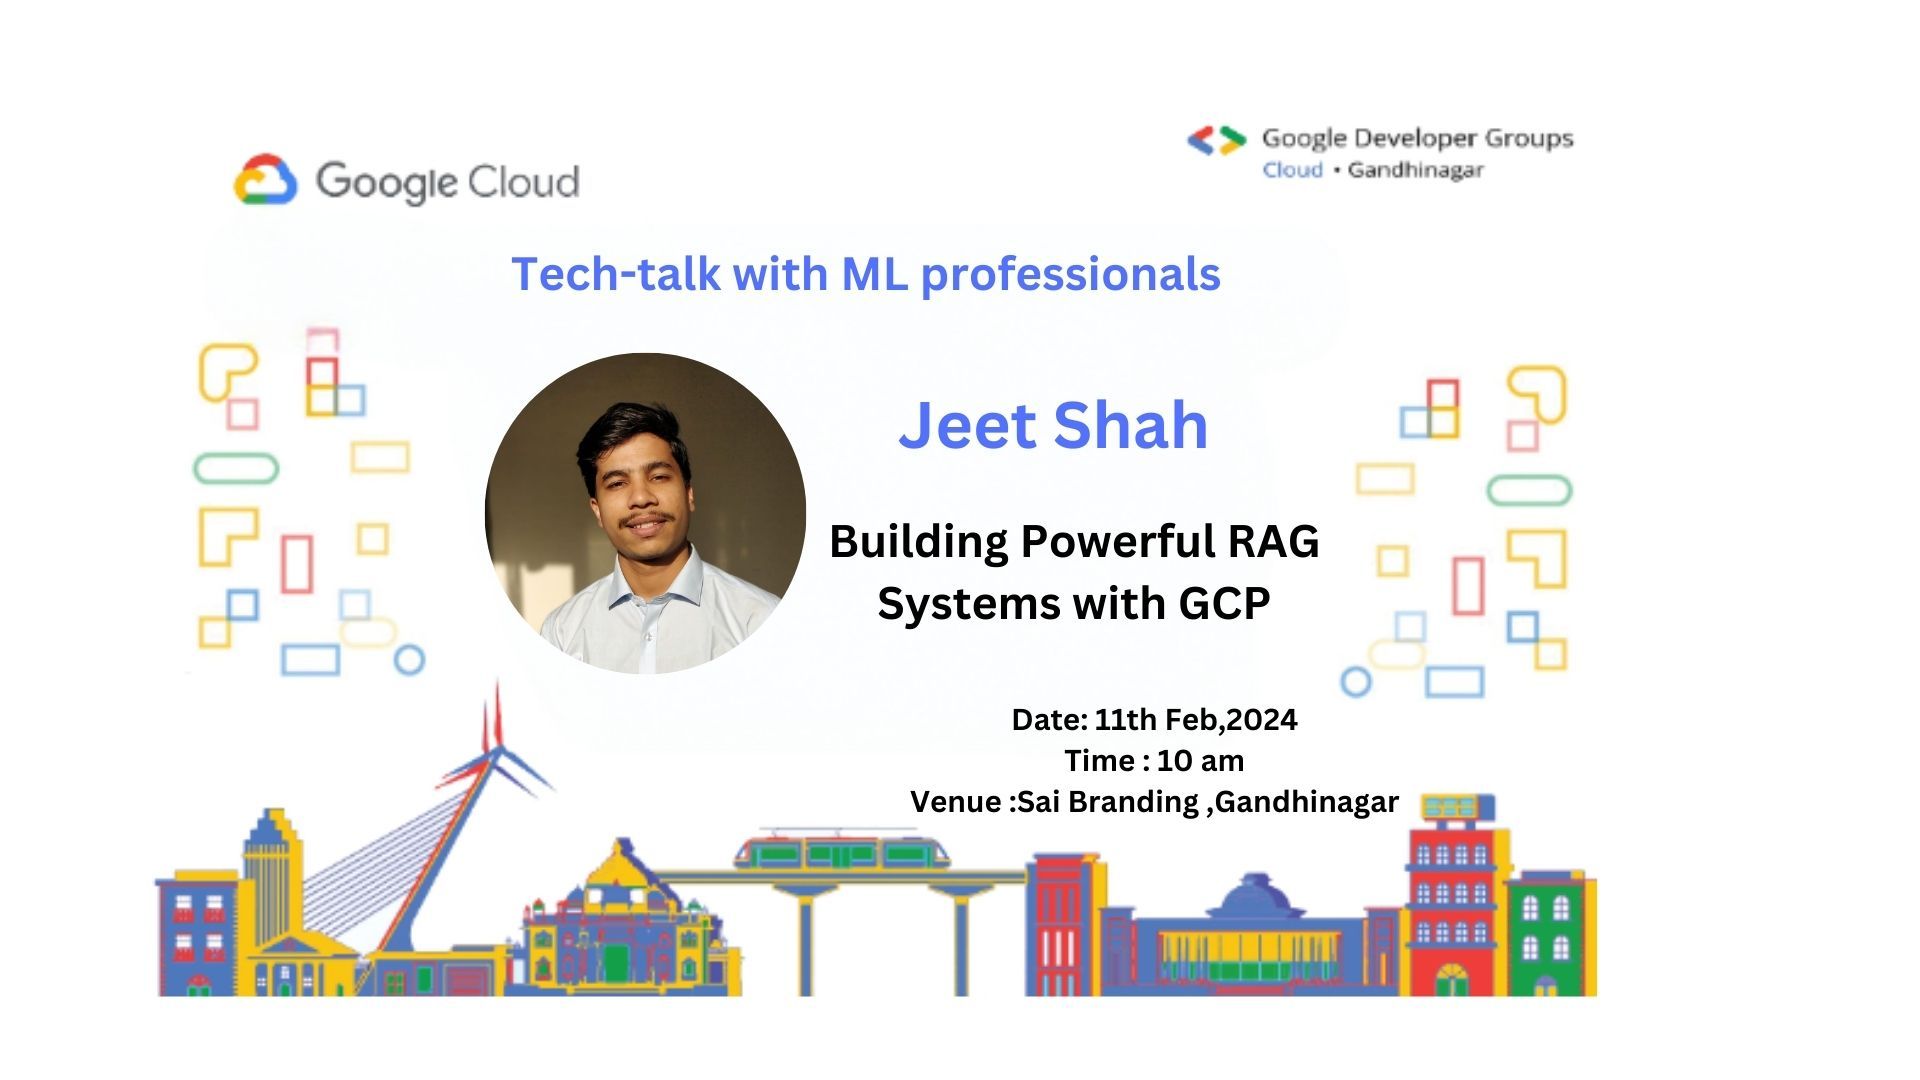 Google Cloud
Google Developer Groups
Cloud • Gandhinagar
Tech-talk with ML professionals
Jeet Shah
Building Powerful RAG
Systems with GCP
Date: 11th Feb,2024
Time : 10 am
Venue :Sai Branding ,Gandhinagar